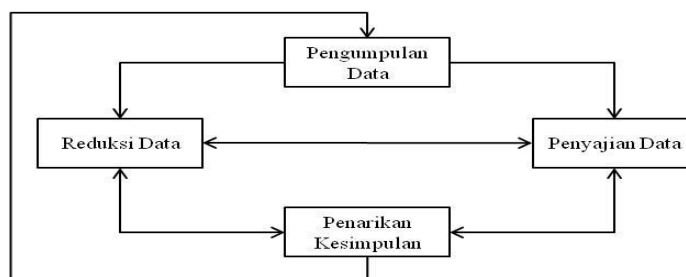 Pengumpulan
Data
Reduksi Data
Penyajian Data
Penarikan
Kesimpulan